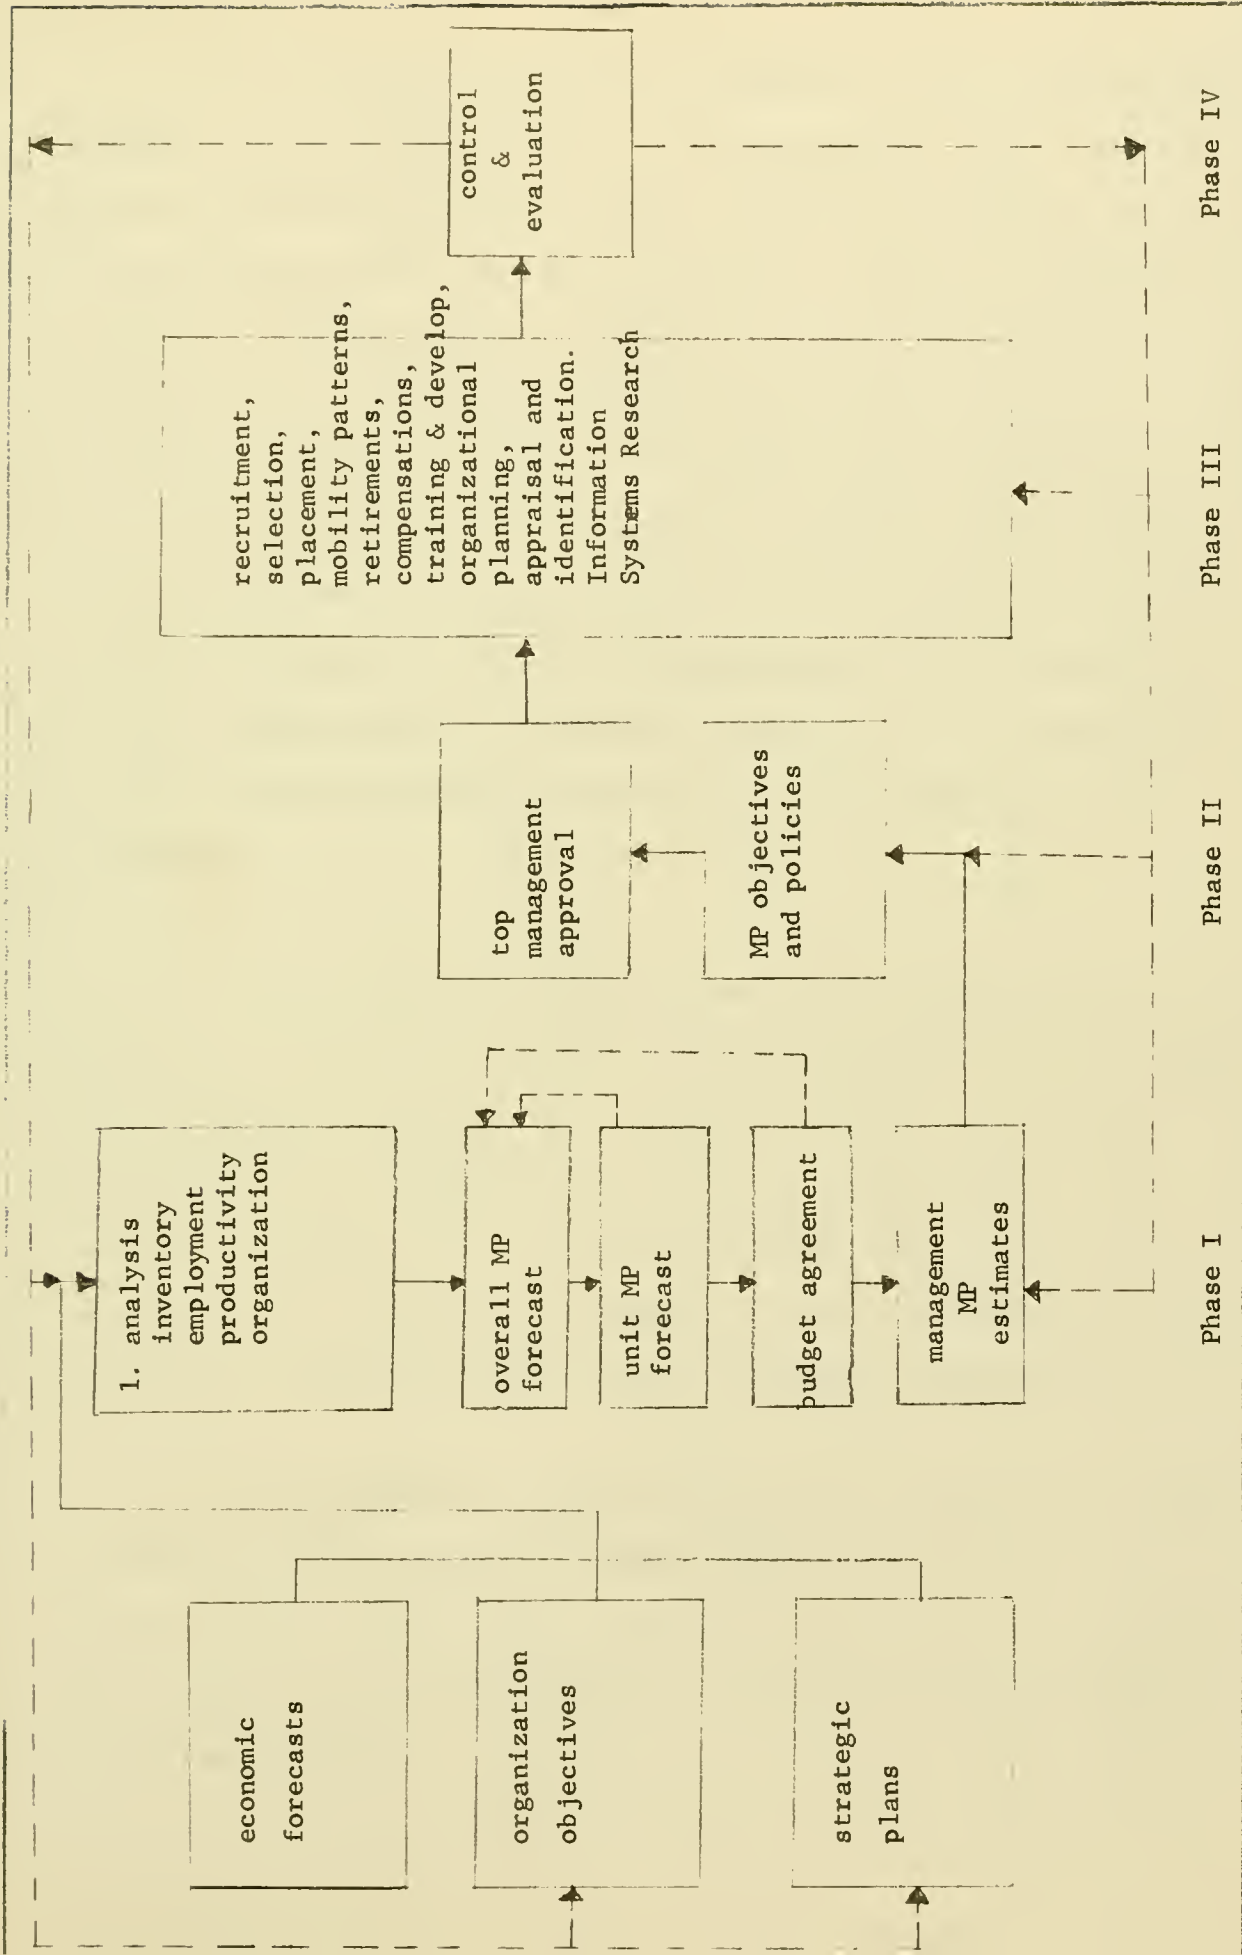 economic
forecasts
organization
objectives
strategic
plans
1. analysis
inventory
employment
productivity
organization
overall MP
forecast
unit MP
forecast
budget agreement
management
MP
estimates
top
management
approval
MP objectives
and policies
recruitment,
selection,
placement,
mobility patterns,
retirements,
compensations,
training & develop,
organizational
planning,
appraisal and
identification.
Information
Systems Research
control
&
evaluation
Phase I
Phase II
Phase III
Phase IV